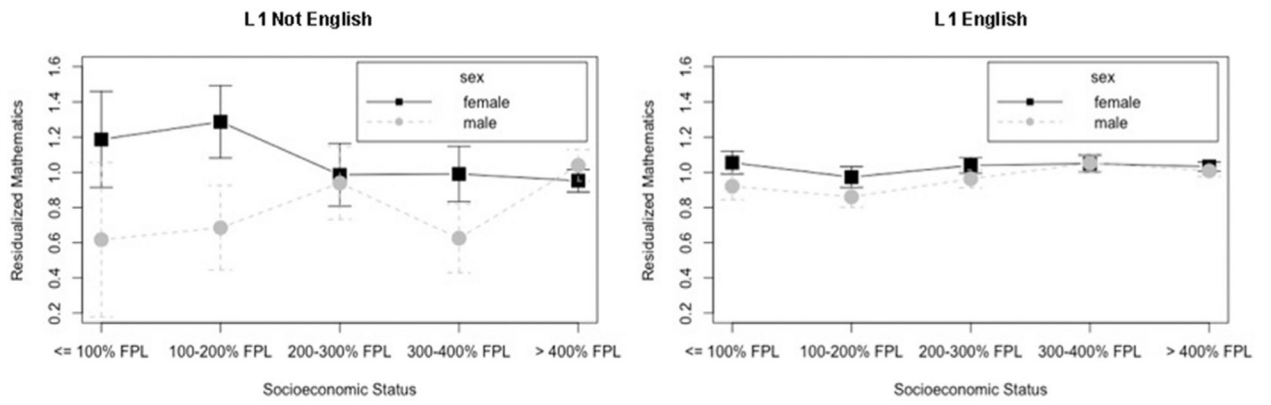 L1 Not English
Residualized Mathematics
1.6
1.4
1.2
1.0
0.8
0.6
0.4
0.2
sex
female
male
<= 100% FPL 100-200% FPL 200-300% FPL 300-400% FPL > 400% FPL
Socioeconomic Status
L1 English
Residualized Mathematics
1.6
1.4
1.2
1.0
0.8
0.6
0.4
0.2
sex
female
male
<= 100% FPL 100-200% FPL 200-300% FPL 300-400% FPL > 400% FPL
Socioeconomic Status